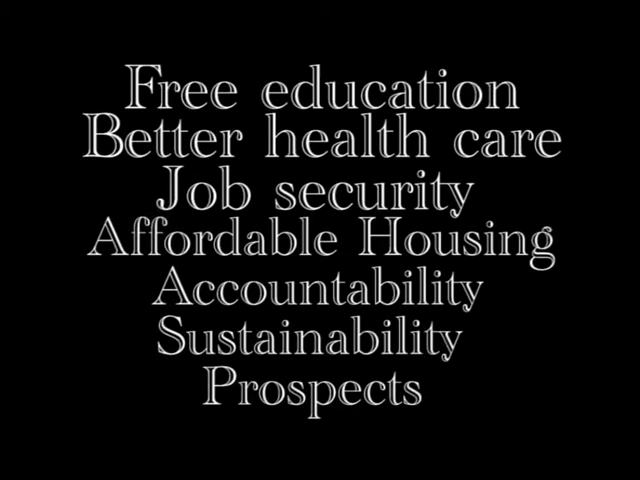 Free education
Better health care
Job security
Affordable Housing
Accountability
Sustainability
Prospects